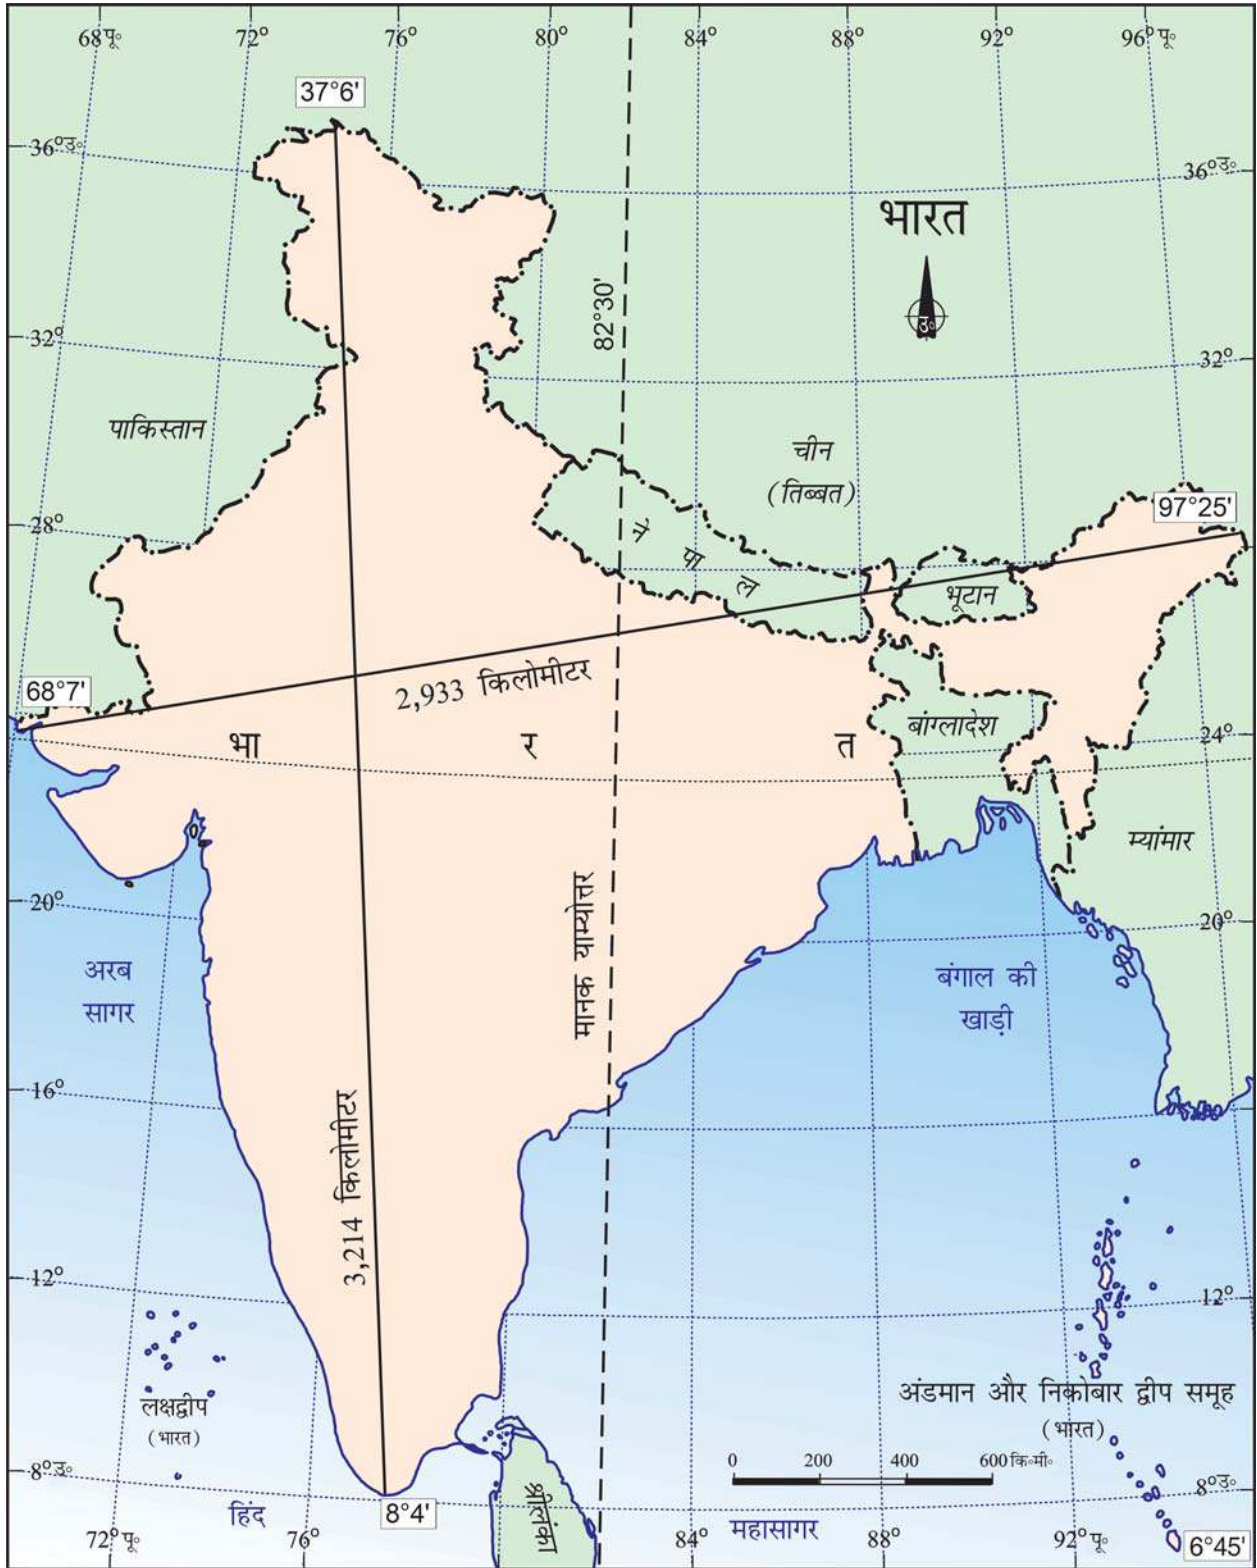 68°पू॰ 72° 76° 80° 84° 88° 92° 96°पू॰
37°6'
36°उ॰ 36°उ॰
भारत
उ॰
82°30'
32° 32°
पाकिस्तान
चीन
(तिब्बत)
97°25'
28°
नेपाल
भूटान
68°7'
2,933 किलोमीटर
बांग्लादेश
भा र त
24°
म्यांमार
मानक याम्योत्तर
20° 20°
अरब
सागर
बंगाल की
खाड़ी
16°
3,214 किलोमीटर
12° 12°
लक्षद्वीप
(भारत)
अंडमान और निकोबार द्वीप समूह
(भारत)
0 200 400 600 कि॰मी॰
8°उ॰ 8°उ॰
हिंद
8°4'
श्रीलंका
महासागर
72°पू॰ 76° 84° 88° 92°पू॰
6°45'